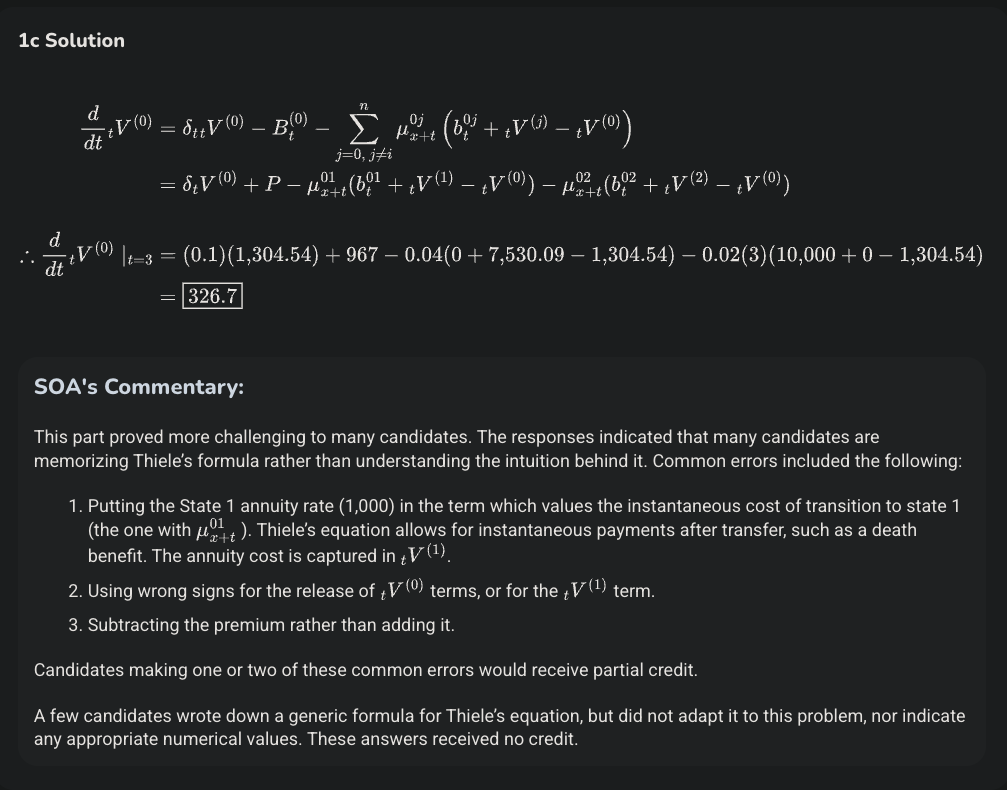 1c Solution
$\frac{d}{dt} {}_tV^{(0)} = \delta_{tt}V^{(0)} - B_t^{(0)} - \sum_{j=0,\, j\neq i}^{n} \mu_{x+t}^{0j} \left( b_t^{0j} + {}_tV^{(j)} - {}_tV^{(0)} \right)$
$= \delta_t V^{(0)} + P - \mu_{x+t}^{01}(b_t^{01} + {}_tV^{(1)} - {}_tV^{(0)}) - \mu_{x+t}^{02}(b_t^{02} + {}_tV^{(2)} - {}_tV^{(0)})$
$\therefore \frac{d}{dt} {}_tV^{(0)} \mid_{t=3} = (0.1)(1,304.54) + 967 - 0.04(0 + 7,530.09 - 1,304.54) - 0.02(3)(10,000 + 0 - 1,304.54)$
$= \boxed{326.7}$
SOA's Commentary:
This part proved more challenging to many candidates. The responses indicated that many candidates are
memorizing Thiele's formula rather than understanding the intuition behind it. Common errors included the following:
1. Putting the State 1 annuity rate (1,000) in the term which values the instantaneous cost of transition to state 1
(the one with $\mu_{x+t}^{01}$ ). Thiele's equation allows for instantaneous payments after transfer, such as a death
benefit. The annuity cost is captured in ${}_tV^{(1)}$.
2. Using wrong signs for the release of ${}_tV^{(0)}$ terms, or for the ${}_tV^{(1)}$ term.
3. Subtracting the premium rather than adding it.
Candidates making one or two of these common errors would receive partial credit.
A few candidates wrote down a generic formula for Thiele's equation, but did not adapt it to this problem, nor indicate
any appropriate numerical values. These answers received no credit.